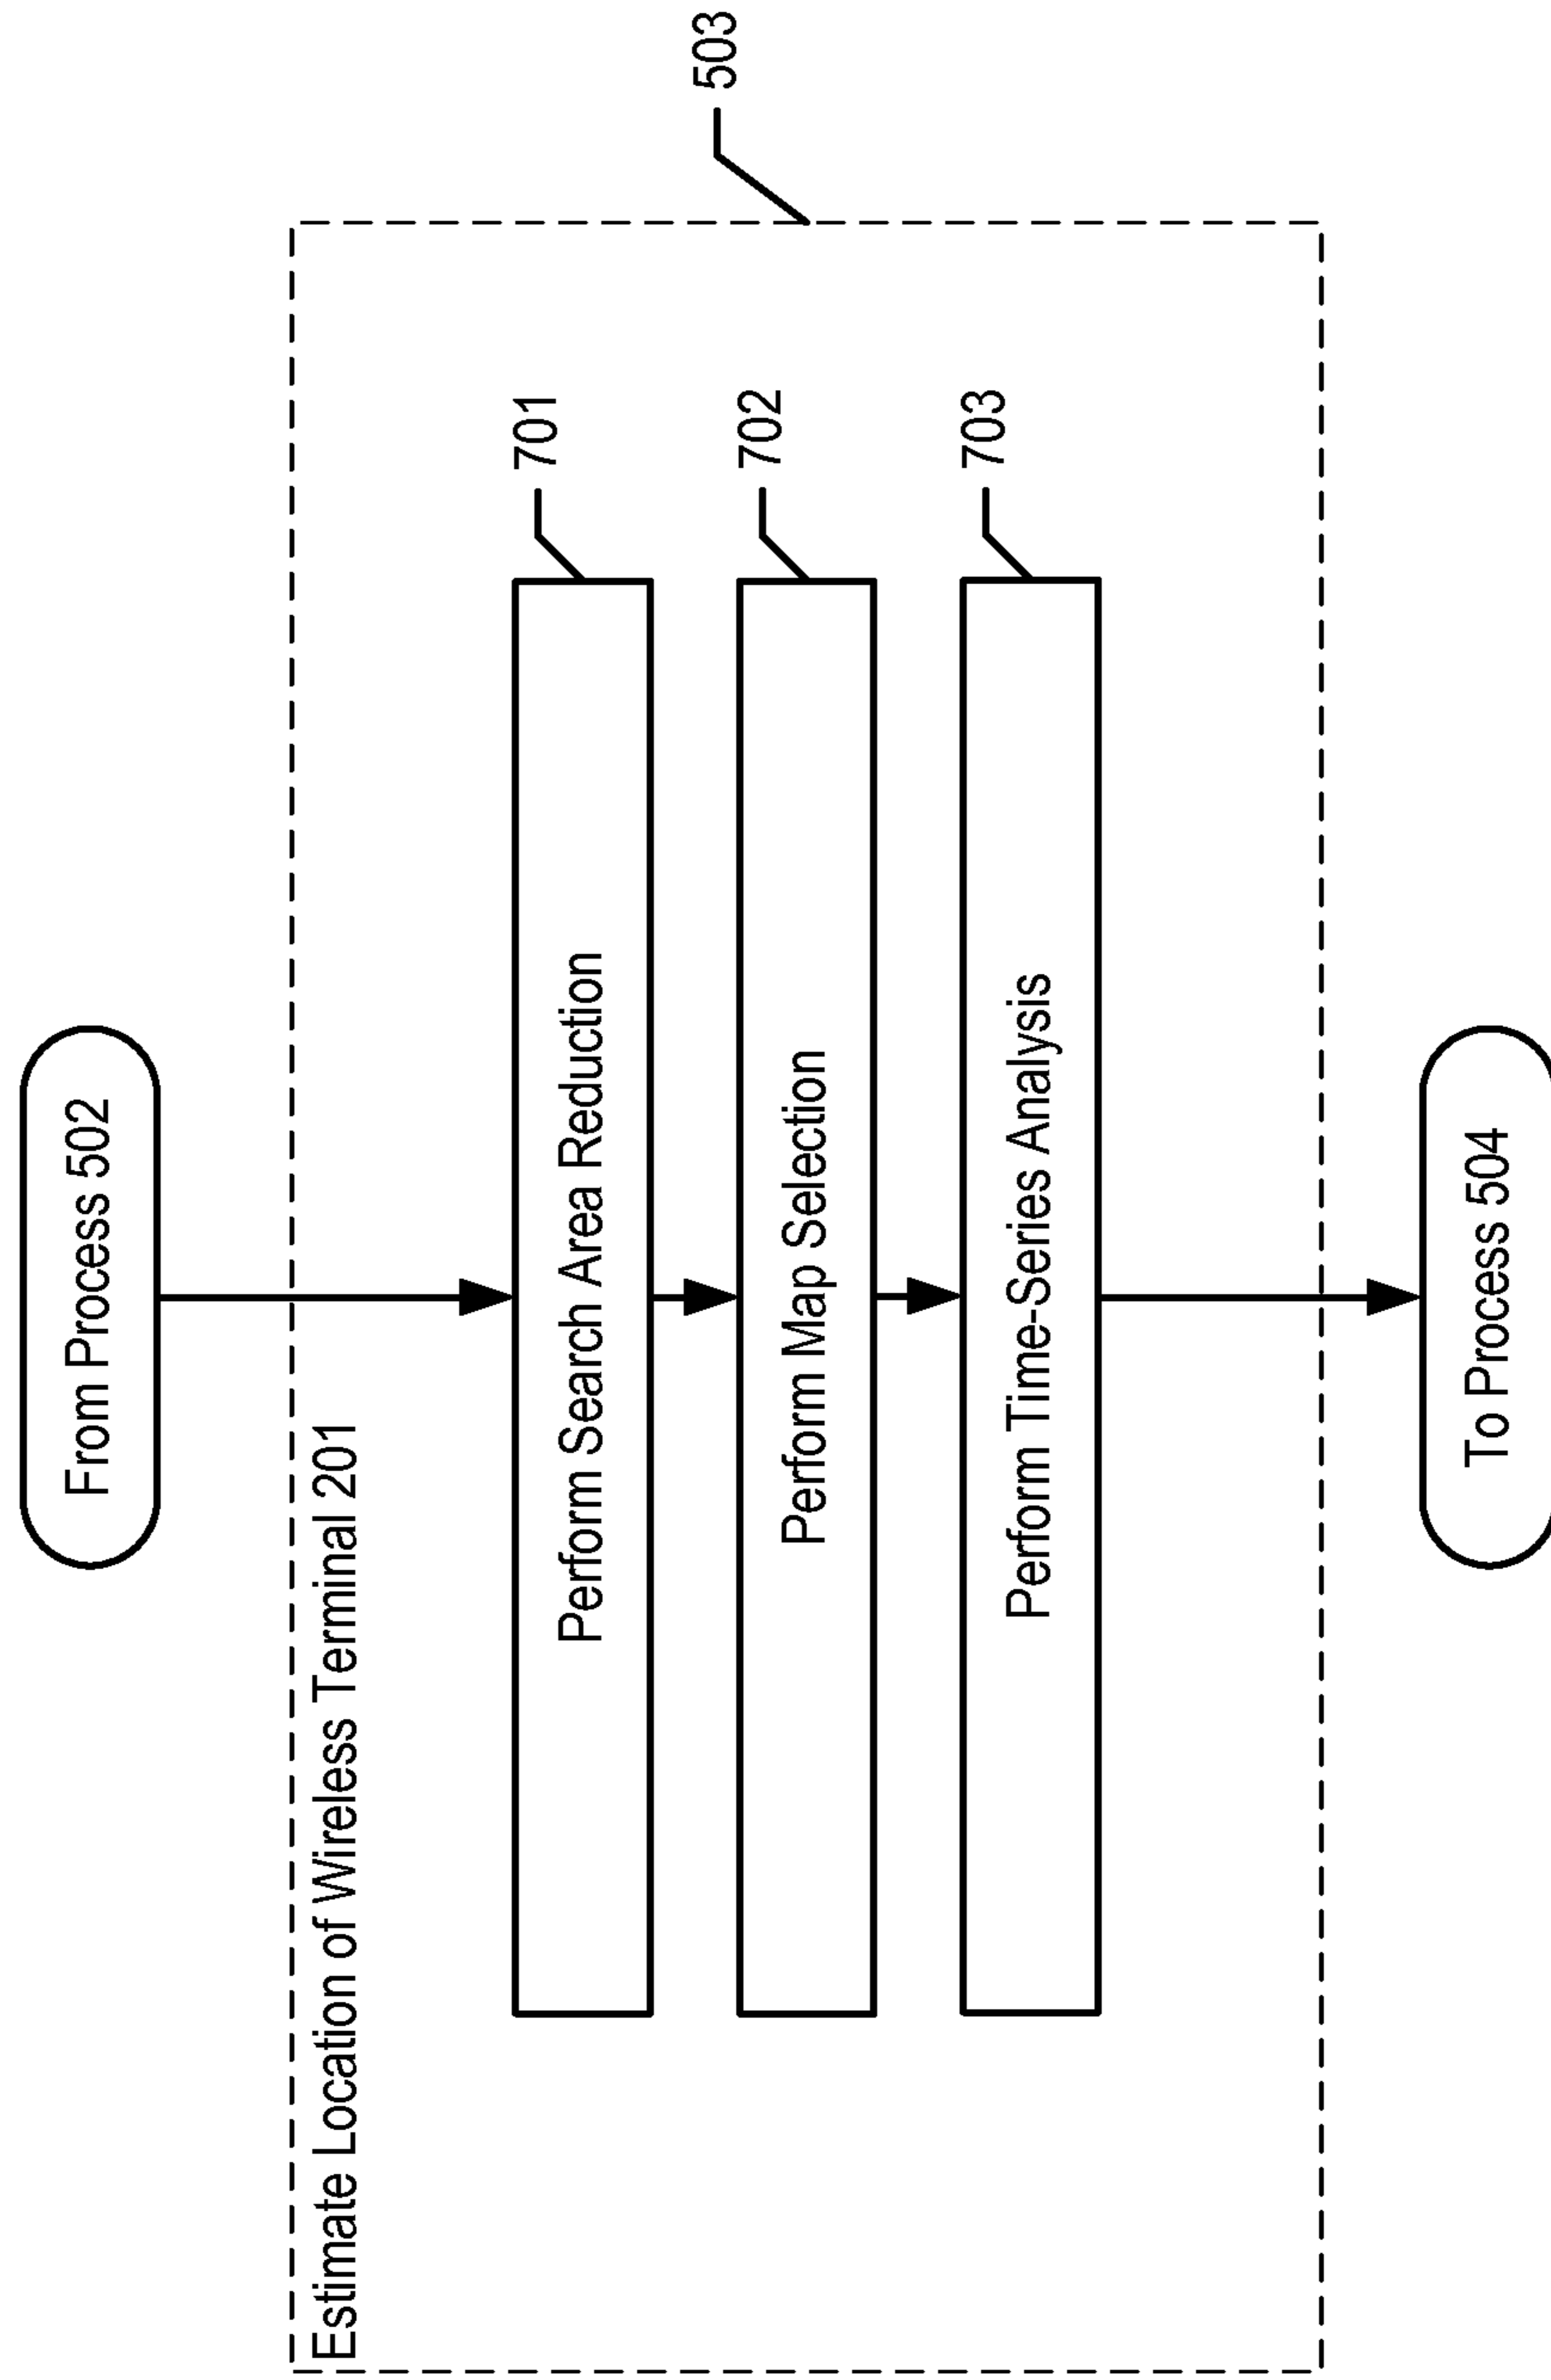 From Process 502
Estimate Location of Wireless Terminal 201
503
701
Perform Search Area Reduction
702
Perform Map Selection
703
Perform Time-Series Analysis
To Process 504